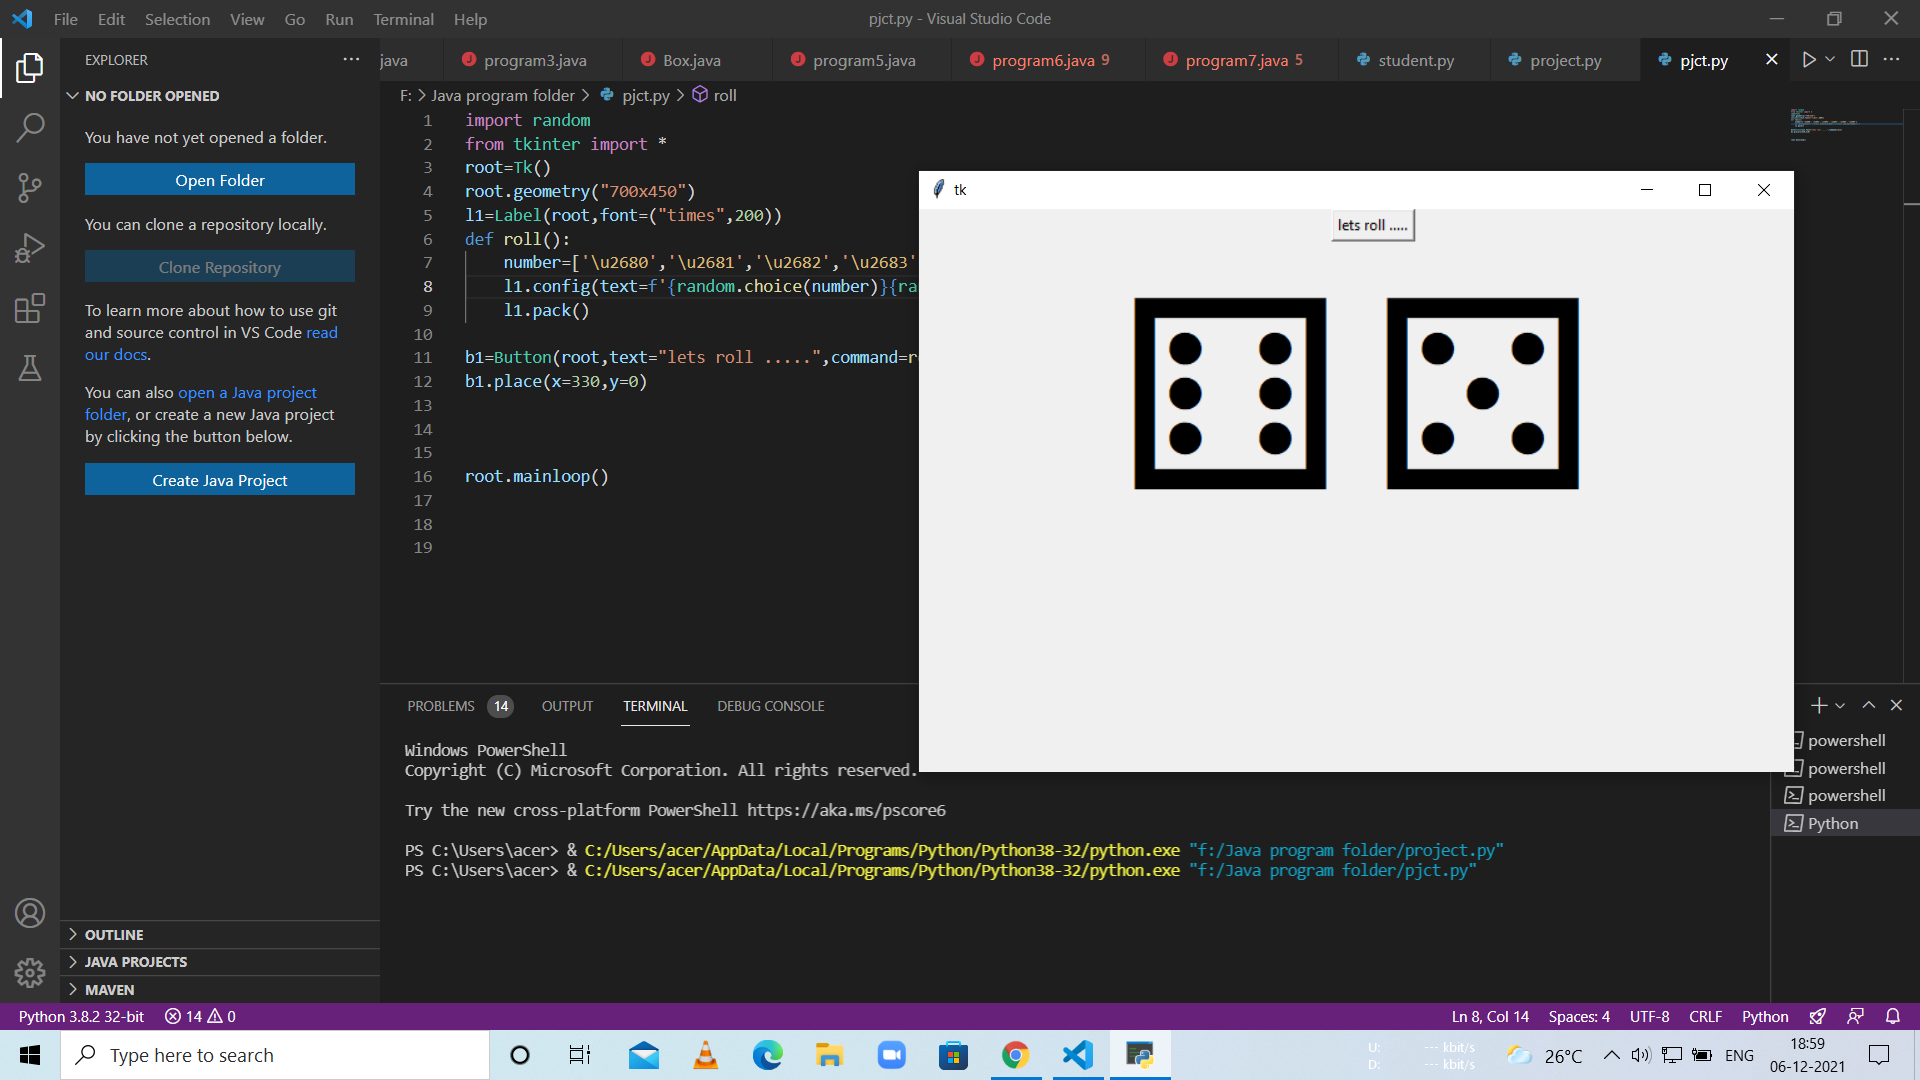 File Edit Selection View Go Run Terminal Help
pjct.py - Visual Studio Code
EXPLORER
java program3.java Box.java program5.java program6.java 9 program7.java 5 student.py project.py pjct.py
NO FOLDER OPENED
You have not yet opened a folder.
Open Folder
You can clone a repository locally.
Clone Repository
To learn more about how to use git
and source control in VS Code read
our docs.
You can also open a Java project
folder, or create a new Java project
by clicking the button below.
Create Java Project
OUTLINE
JAVA PROJECTS
MAVEN
F: > Java program folder > pjct.py > roll
1 import random
2 from tkinter import *
3 root=Tk()
4 root.geometry("700x450")
5 l1=Label(root,font=("times",200))
6 def roll():
7 number=['\u2680','\u2681','\u2682','\u2683'
8 l1.config(text=f'{random.choice(number)}{ra
9 l1.pack()
10
11 b1=Button(root,text="lets roll .....",command=r
12 b1.place(x=330,y=0)
13
14
15
16 root.mainloop()
17
18
19
tk
lets roll .....
PROBLEMS 14 OUTPUT TERMINAL DEBUG CONSOLE
Windows PowerShell
Copyright (C) Microsoft Corporation. All rights reserved.
Try the new cross-platform PowerShell https://aka.ms/pscore6
PS C:\Users\acer> & C:/Users/acer/AppData/Local/Programs/Python/Python38-32/python.exe "f:/Java program folder/project.py"
PS C:\Users\acer> & C:/Users/acer/AppData/Local/Programs/Python/Python38-32/python.exe "f:/Java program folder/pjct.py"
powershell
powershell
powershell
Python
Python 3.8.2 32-bit 14 0
Ln 8, Col 14 Spaces: 4 UTF-8 CRLF Python
Type here to search
U: --- kbit/s
D: --- kbit/s
26°C
ENG
18:59
06-12-2021